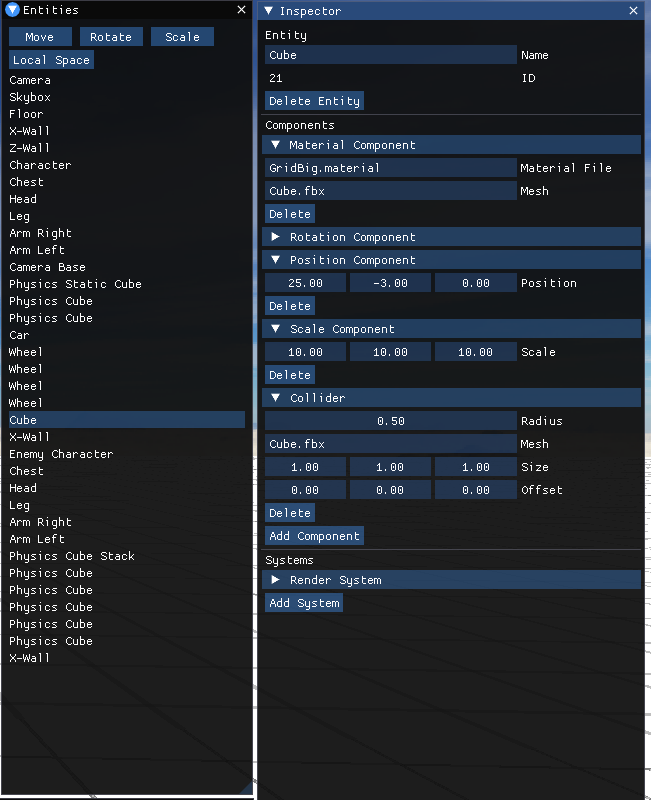 Entities
Move Rotate Scale
Local Space
Camera
Skybox
Floor
X-Wall
Z-Wall
Character
Chest
Head
Leg
Arm Right
Arm Left
Camera Base
Physics Static Cube
Physics Cube
Physics Cube
Car
Wheel
Wheel
Wheel
Wheel
Cube
X-Wall
Enemy Character
Chest
Head
Leg
Arm Right
Arm Left
Physics Cube Stack
Physics Cube
Physics Cube
Physics Cube
Physics Cube
Physics Cube
X-Wall
Inspector
Entity
Cube Name
21 ID
Delete Entity
Components
Material Component
GridBig.material Material File
Cube.fbx Mesh
Delete
Rotation Component
Position Component
25.00 -3.00 0.00 Position
Delete
Scale Component
10.00 10.00 10.00 Scale
Delete
Collider
0.50 Radius
Cube.fbx Mesh
1.00 1.00 1.00 Size
0.00 0.00 0.00 Offset
Delete
Add Component
Systems
Render System
Add System